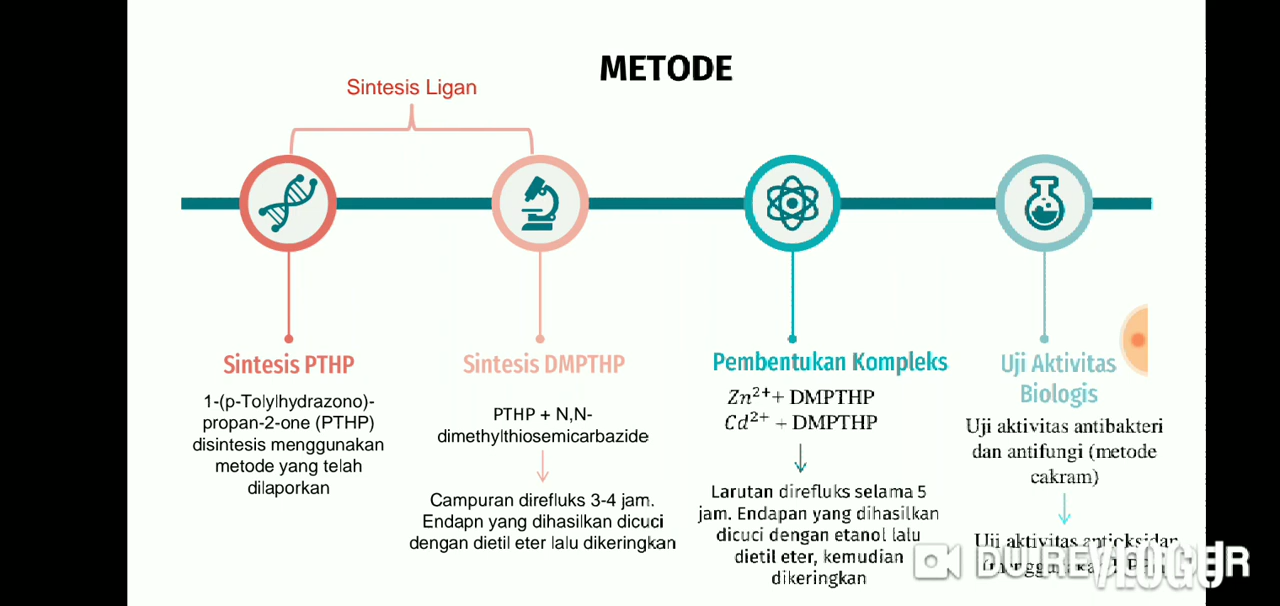 METODE
Sintesis Ligan
Sintesis PTHP
1-(p-Tolylhydrazono)-
propan-2-one (PTHP)
disintesis menggunakan
metode yang telah
dilaporkan
Sintesis DMPTHP
PTHP + N,N-
dimethylthiosemicarbazide
Campuran direfluks 3-4 jam.
Endapn yang dihasilkan dicuci
dengan dietil eter lalu dikeringkan
Pembentukan Kompleks
Zn²⁺+ DMPTHP
Cd²⁺ + DMPTHP
Larutan direfluks selama 5
jam. Endapan yang dihasilkan
dicuci dengan etanol lalu
dietil eter, kemudian
dikeringkan
Uji Aktivitas
Biologis
Uji aktivitas antibakteri
dan antifungi (metode
cakram)
Uji aktivitas antioksidan